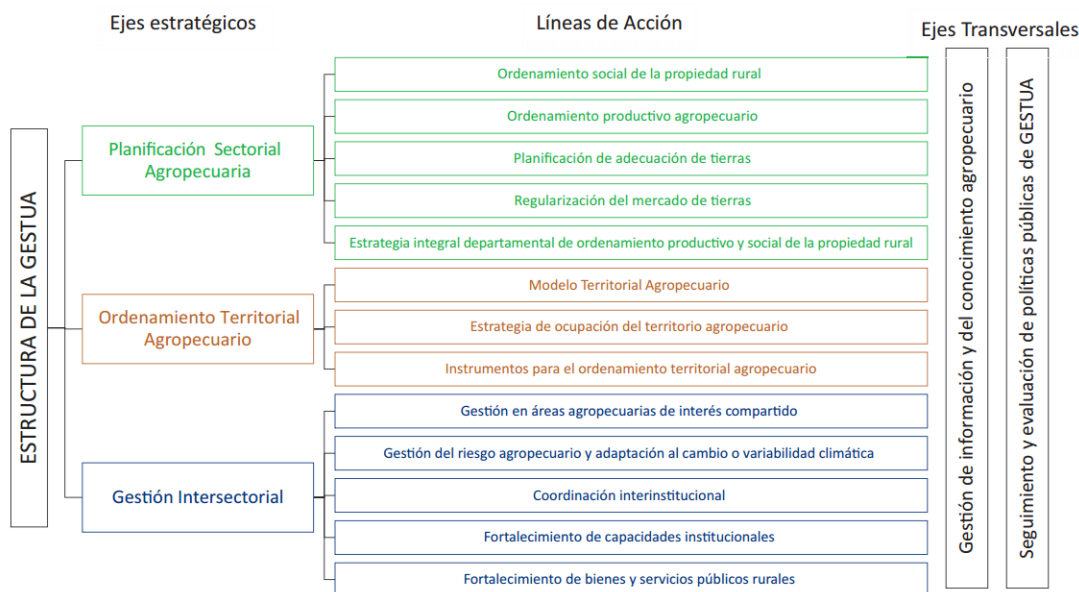 Ejes estratégicos
Líneas de Acción
Ejes Transversales
ESTRUCTURA DE LA GESTUA
Planificación Sectorial
Agropecuaria
Ordenamiento social de la propiedad rural
Ordenamiento productivo agropecuario
Planificación de adecuación de tierras
Regularización del mercado de tierras
Estrategia integral departamental de ordenamiento productivo y social de la propiedad rural
Ordenamiento Territorial
Agropecuario
Modelo Territorial Agropecuario
Estrategia de ocupación del territorio agropecuario
Instrumentos para el ordenamiento territorial agropecuario
Gestión Intersectorial
Gestión en áreas agropecuarias de interés compartido
Gestión del riesgo agropecuario y adaptación al cambio o variabilidad climática
Coordinación interinstitucional
Fortalecimiento de capacidades institucionales
Fortalecimiento de bienes y servicios públicos rurales
Gestión de información y del conocimiento agropecuario
Seguimiento y evaluación de políticas públicas de GESTUA